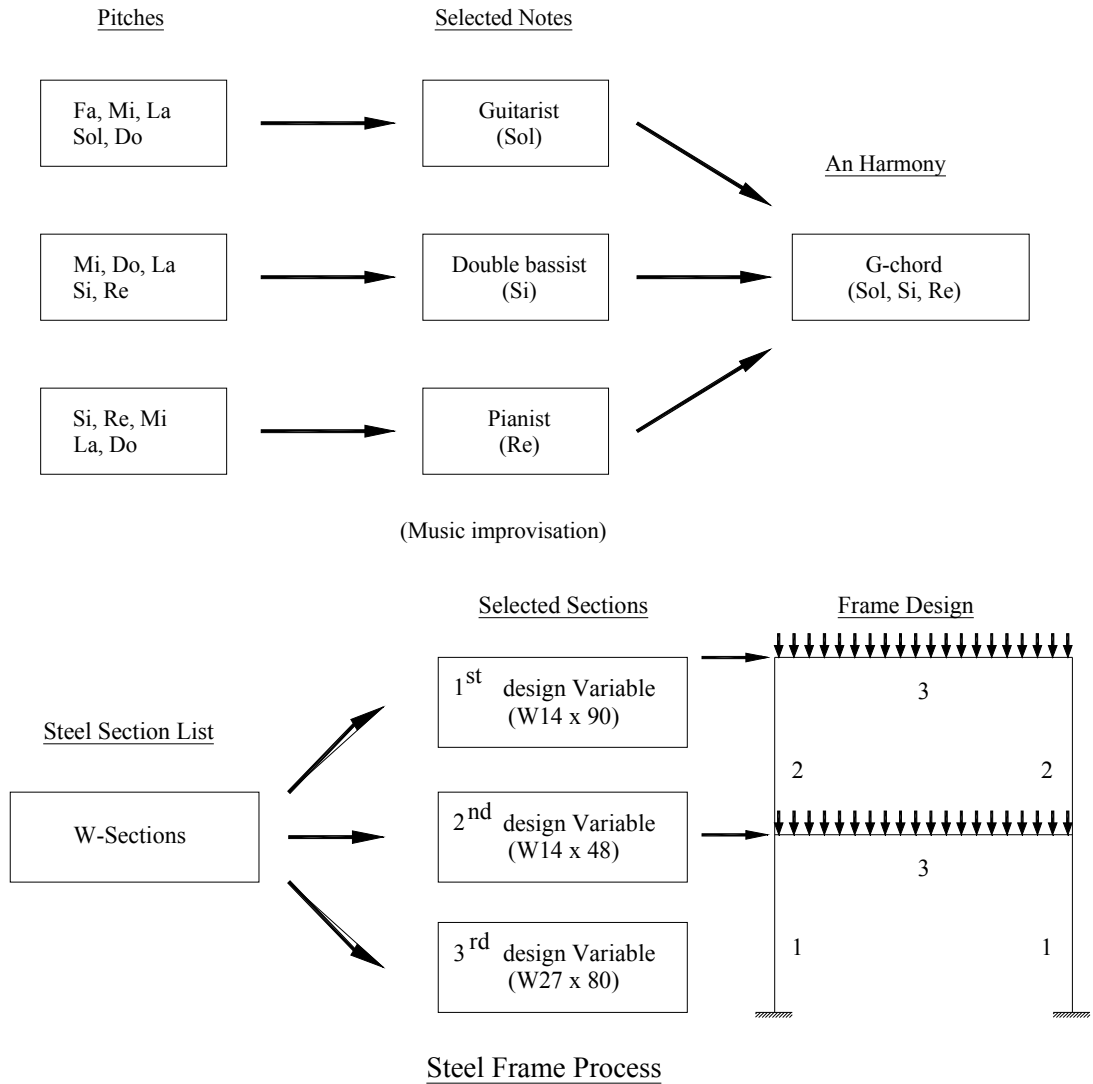 Pitches
Selected Notes
Fa, Mi, La
Sol, Do
Guitarist
(Sol)
An Harmony
Mi, Do, La
Si, Re
Double bassist
(Si)
G-chord
(Sol, Si, Re)
Si, Re, Mi
La, Do
Pianist
(Re)
(Music improvisation)
Selected Sections
Frame Design
1st design Variable
(W14 x 90)
3
Steel Section List
2
2
W-Sections
2nd design Variable
(W14 x 48)
3
3rd design Variable
(W27 x 80)
1
1
Steel Frame Process